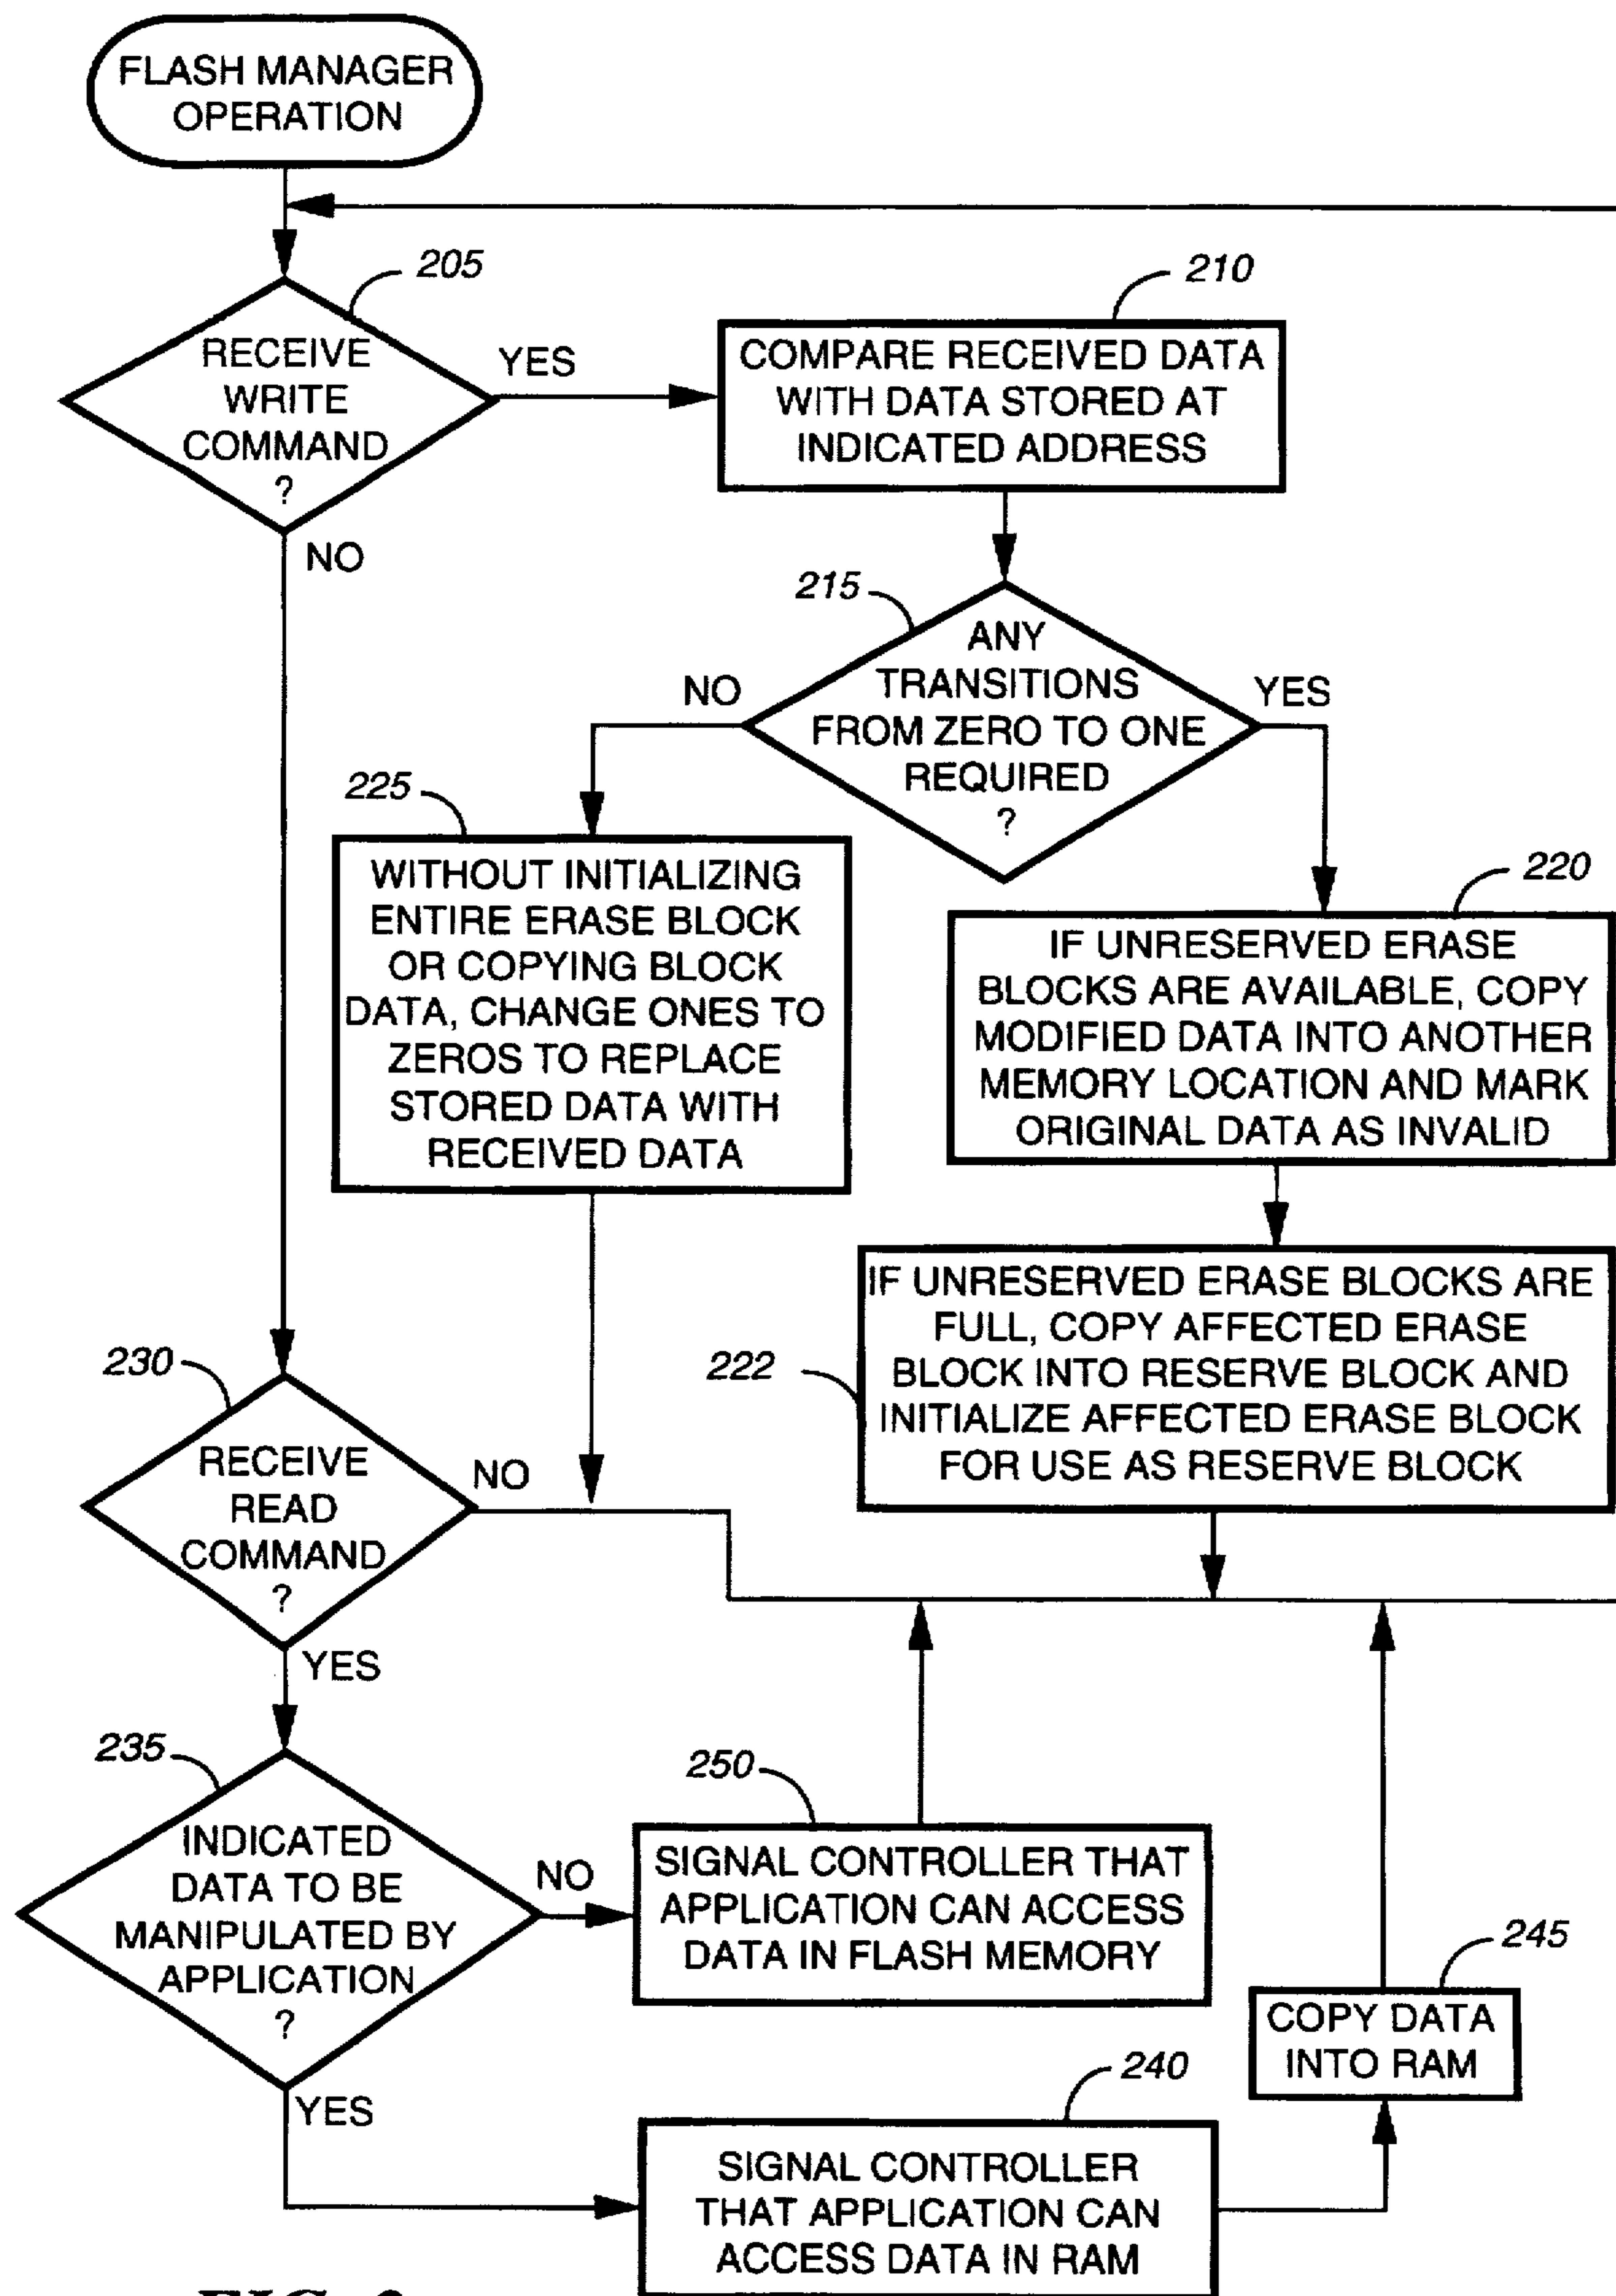 FLASH MANAGER
OPERATION
205
RECEIVE
WRITE
COMMAND
?
YES
NO
210
COMPARE RECEIVED DATA
WITH DATA STORED AT
INDICATED ADDRESS
215
ANY
TRANSITIONS
FROM ZERO TO ONE
REQUIRED
?
NO
YES
225
WITHOUT INITIALIZING
ENTIRE ERASE BLOCK
OR COPYING BLOCK
DATA, CHANGE ONES TO
ZEROS TO REPLACE
STORED DATA WITH
RECEIVED DATA
220
IF UNRESERVED ERASE
BLOCKS ARE AVAILABLE, COPY
MODIFIED DATA INTO ANOTHER
MEMORY LOCATION AND MARK
ORIGINAL DATA AS INVALID
222
IF UNRESERVED ERASE BLOCKS ARE
FULL, COPY AFFECTED ERASE
BLOCK INTO RESERVE BLOCK AND
INITIALIZE AFFECTED ERASE BLOCK
FOR USE AS RESERVE BLOCK
230
RECEIVE
READ
COMMAND
?
NO
YES
235
INDICATED
DATA TO BE
MANIPULATED BY
APPLICATION
?
NO
YES
250
SIGNAL CONTROLLER THAT
APPLICATION CAN ACCESS
DATA IN FLASH MEMORY
245
COPY DATA
INTO RAM
240
SIGNAL CONTROLLER
THAT APPLICATION CAN
ACCESS DATA IN RAM